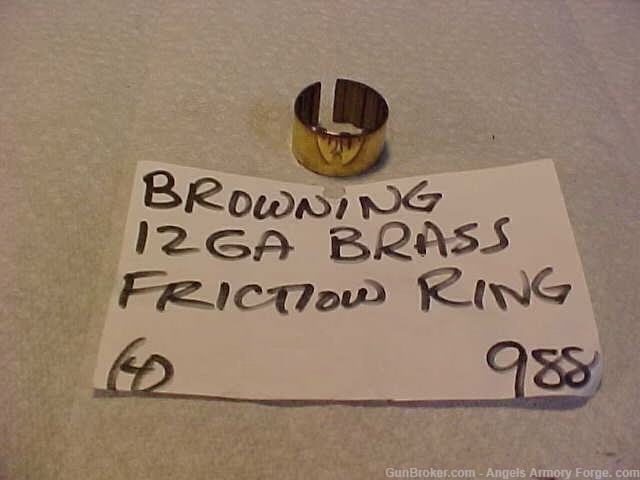 BROWNING
12GA BRASS
FRICTION RING
(4) 988
GunBroker.com - Angels Armory Forge. com